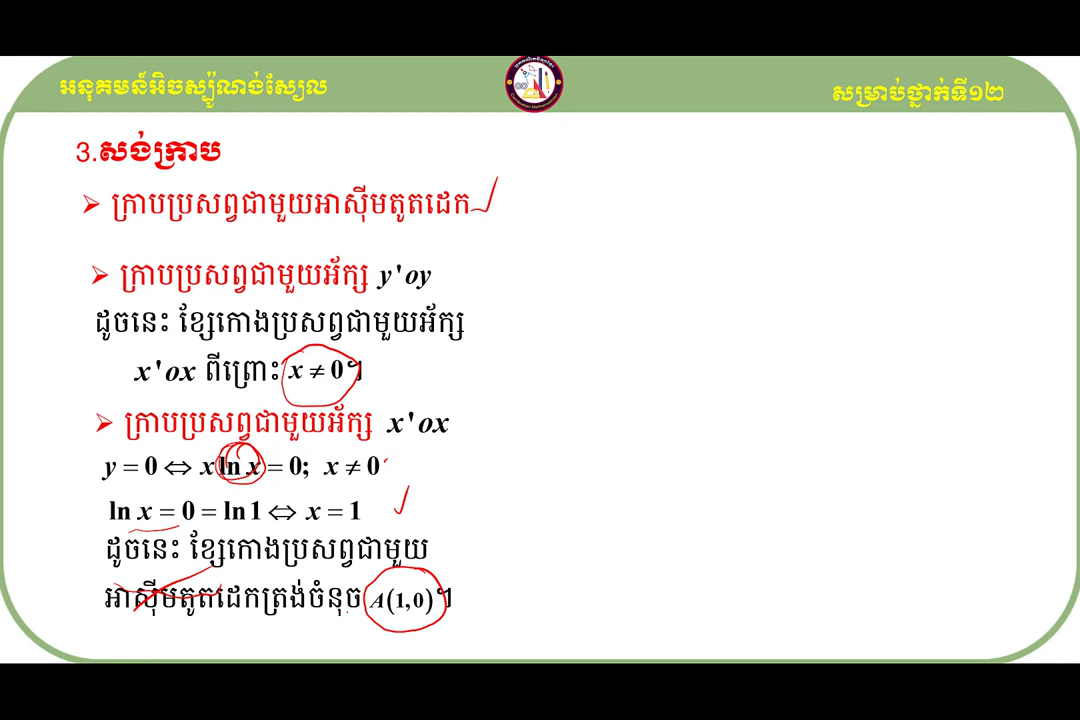 អនុគមន៍អិចស្ប៉ូណង់ស្យែល
សម្រាប់ថ្នាក់ទី១២
3.សង់ក្រាប
➢ ក្រាបប្រសព្វជាមួយអាស៊ីមតូតដេក
➢ ក្រាបប្រសព្វជាមួយអ័ក្ស y'oy
ដូចនេះ ខ្សែកោងប្រសព្វជាមួយអ័ក្ស
x'ox ពីព្រោះ x ≠ 0។
➢ ក្រាបប្រសព្វជាមួយអ័ក្ស x'ox
y = 0 ⇔ x ln x = 0; x ≠ 0
ln x = 0 = ln 1 ⇔ x = 1
ដូចនេះ ខ្សែកោងប្រសព្វជាមួយ
អាស៊ីមតូតដេកត្រង់ចំនុច A(1,0)។